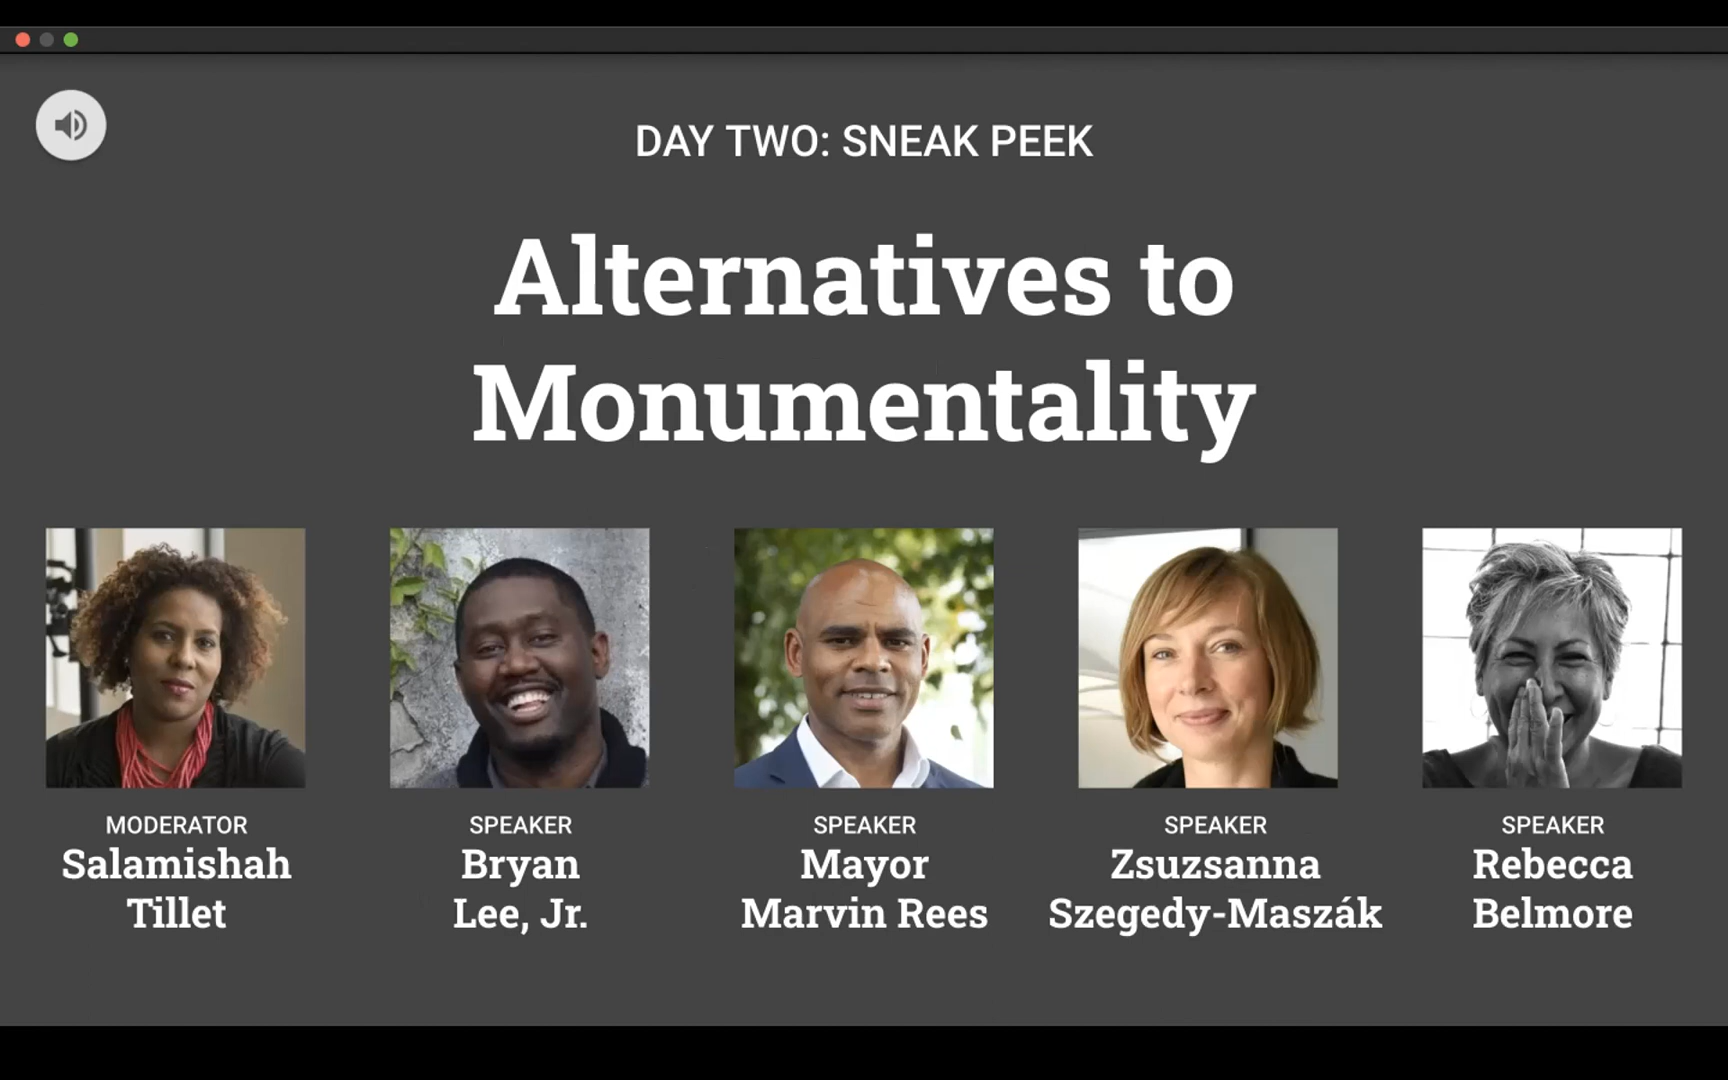 DAY TWO: SNEAK PEEK
Alternatives to
Monumentality
MODERATOR
Salamishah
Tillet
SPEAKER
Bryan
Lee, Jr.
SPEAKER
Mayor
Marvin Rees
SPEAKER
Zsuzsanna
Szegedy-Maszák
SPEAKER
Rebecca
Belmore